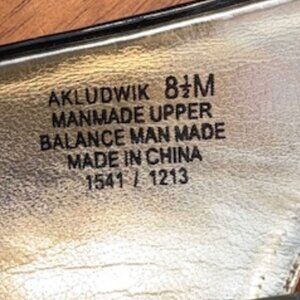 AKLUDWIK 8½M
MANMADE UPPER
BALANCE MAN MADE
MADE IN CHINA
1541 / 1213